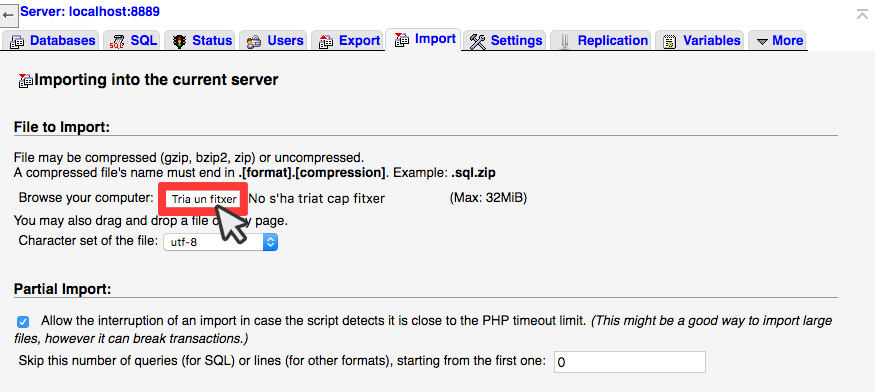 ← Server: localhost:8889
Databases SQL Status Users Export Import Settings Replication Variables More
Importing into the current server
File to Import:
File may be compressed (gzip, bzip2, zip) or uncompressed.
A compressed file's name must end in .[format].[compression]. Example: .sql.zip
Browse your computer: Tria un fitxer No s'ha triat cap fitxer (Max: 32MiB)
You may also drag and drop a file page.
Character set of the file: utf-8
Partial Import:
Allow the interruption of an import in case the script detects it is close to the PHP timeout limit. (This might be a good way to import large
files, however it can break transactions.)
Skip this number of queries (for SQL) or lines (for other formats), starting from the first one: 0